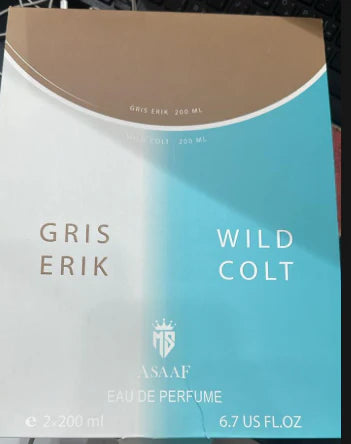 GRIS ERIK 200 ML
WILD COLT 200 ML
GRIS
ERIK
WILD
COLT
ASAAF
EAU DE PERFUME
e 2x200 ml
6.7 US FL.OZ